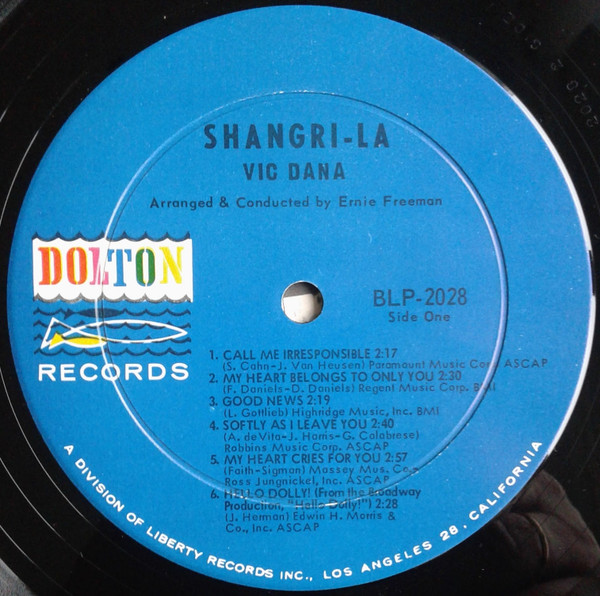 SHANGRI-LA
VIC DANA
Arranged & Conducted by Ernie Freeman
DOLTON
RECORDS
BLP-2028
Side One
1. CALL ME IRRESPONSIBLE 2:17
(S. Cahn-J. Van Heusen) Paramount Music Corp. ASCAP
2. MY HEART BELONGS TO ONLY YOU 2:30
(F. Daniels-D. Daniels) Regent Music Corp. BMI
3. GOOD NEWS 2:19
(L. Gottlieb) Highridge Music, Inc. BMI
4. SOFTLY AS I LEAVE YOU 2:40
(A. deVita-J. Hams-G. Calabrese)
Robbins Music Corp. ASCAP
5. MY HEART CRIES FOR YOU 2:57
(Faith-Sigman) Massey Mus. Co.-
Ross Jungnickel, Inc. ASCAP
6. HELLO DOLLY! (From the Broadway
Production, "Hello Dolly!") 2:28
(J. Herman) Edwin H. Morris &
Co., Inc. ASCAP
A DIVISION OF LIBERTY RECORDS INC., LOS ANGELES 28, CALIFORNIA